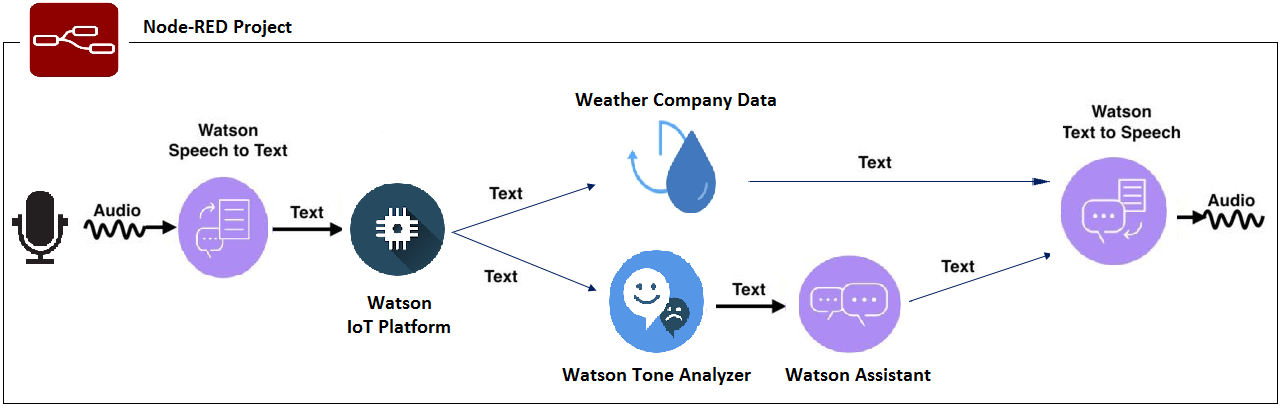 Node-RED Project
Audio
Watson
Speech to Text
Text
Watson
IoT Platform
Text
Text
Weather Company Data
Text
Watson Tone Analyzer
Text
Watson Assistant
Text
Watson
Text to Speech
Audio